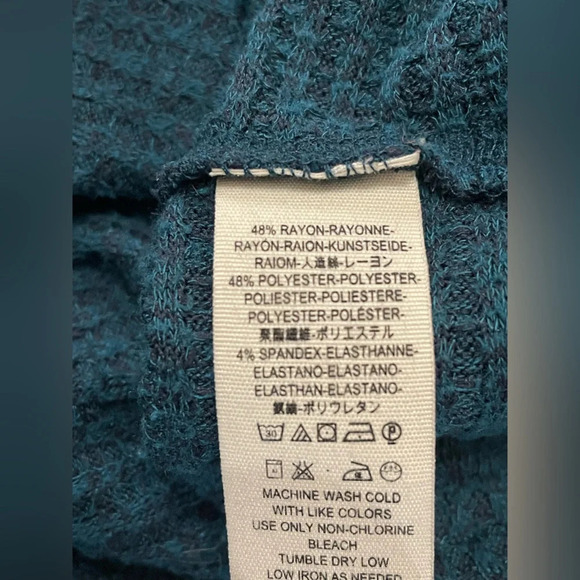 48% RAYON-RAYONNE-
RAYÓN-RAION-KUNSTSEIDE-
RAIOM-人造絲-レーヨン
48% POLYESTER-POLYESTER-
POLIESTER-POLIESTERE-
POLYESTER-POLÉSTER-
聚酯纖維-ポリエステル
4% SPANDEX-ELASTHANNE-
ELASTANO-ELASTANO-
ELASTHAN-ELASTANO-
-ポリウレタン
30
P
MACHINE WASH COLD
WITH LIKE COLORS
USE ONLY NON-CHLORINE
BLEACH
TUMBLE DRY LOW
LOW IRON AS NEEDED